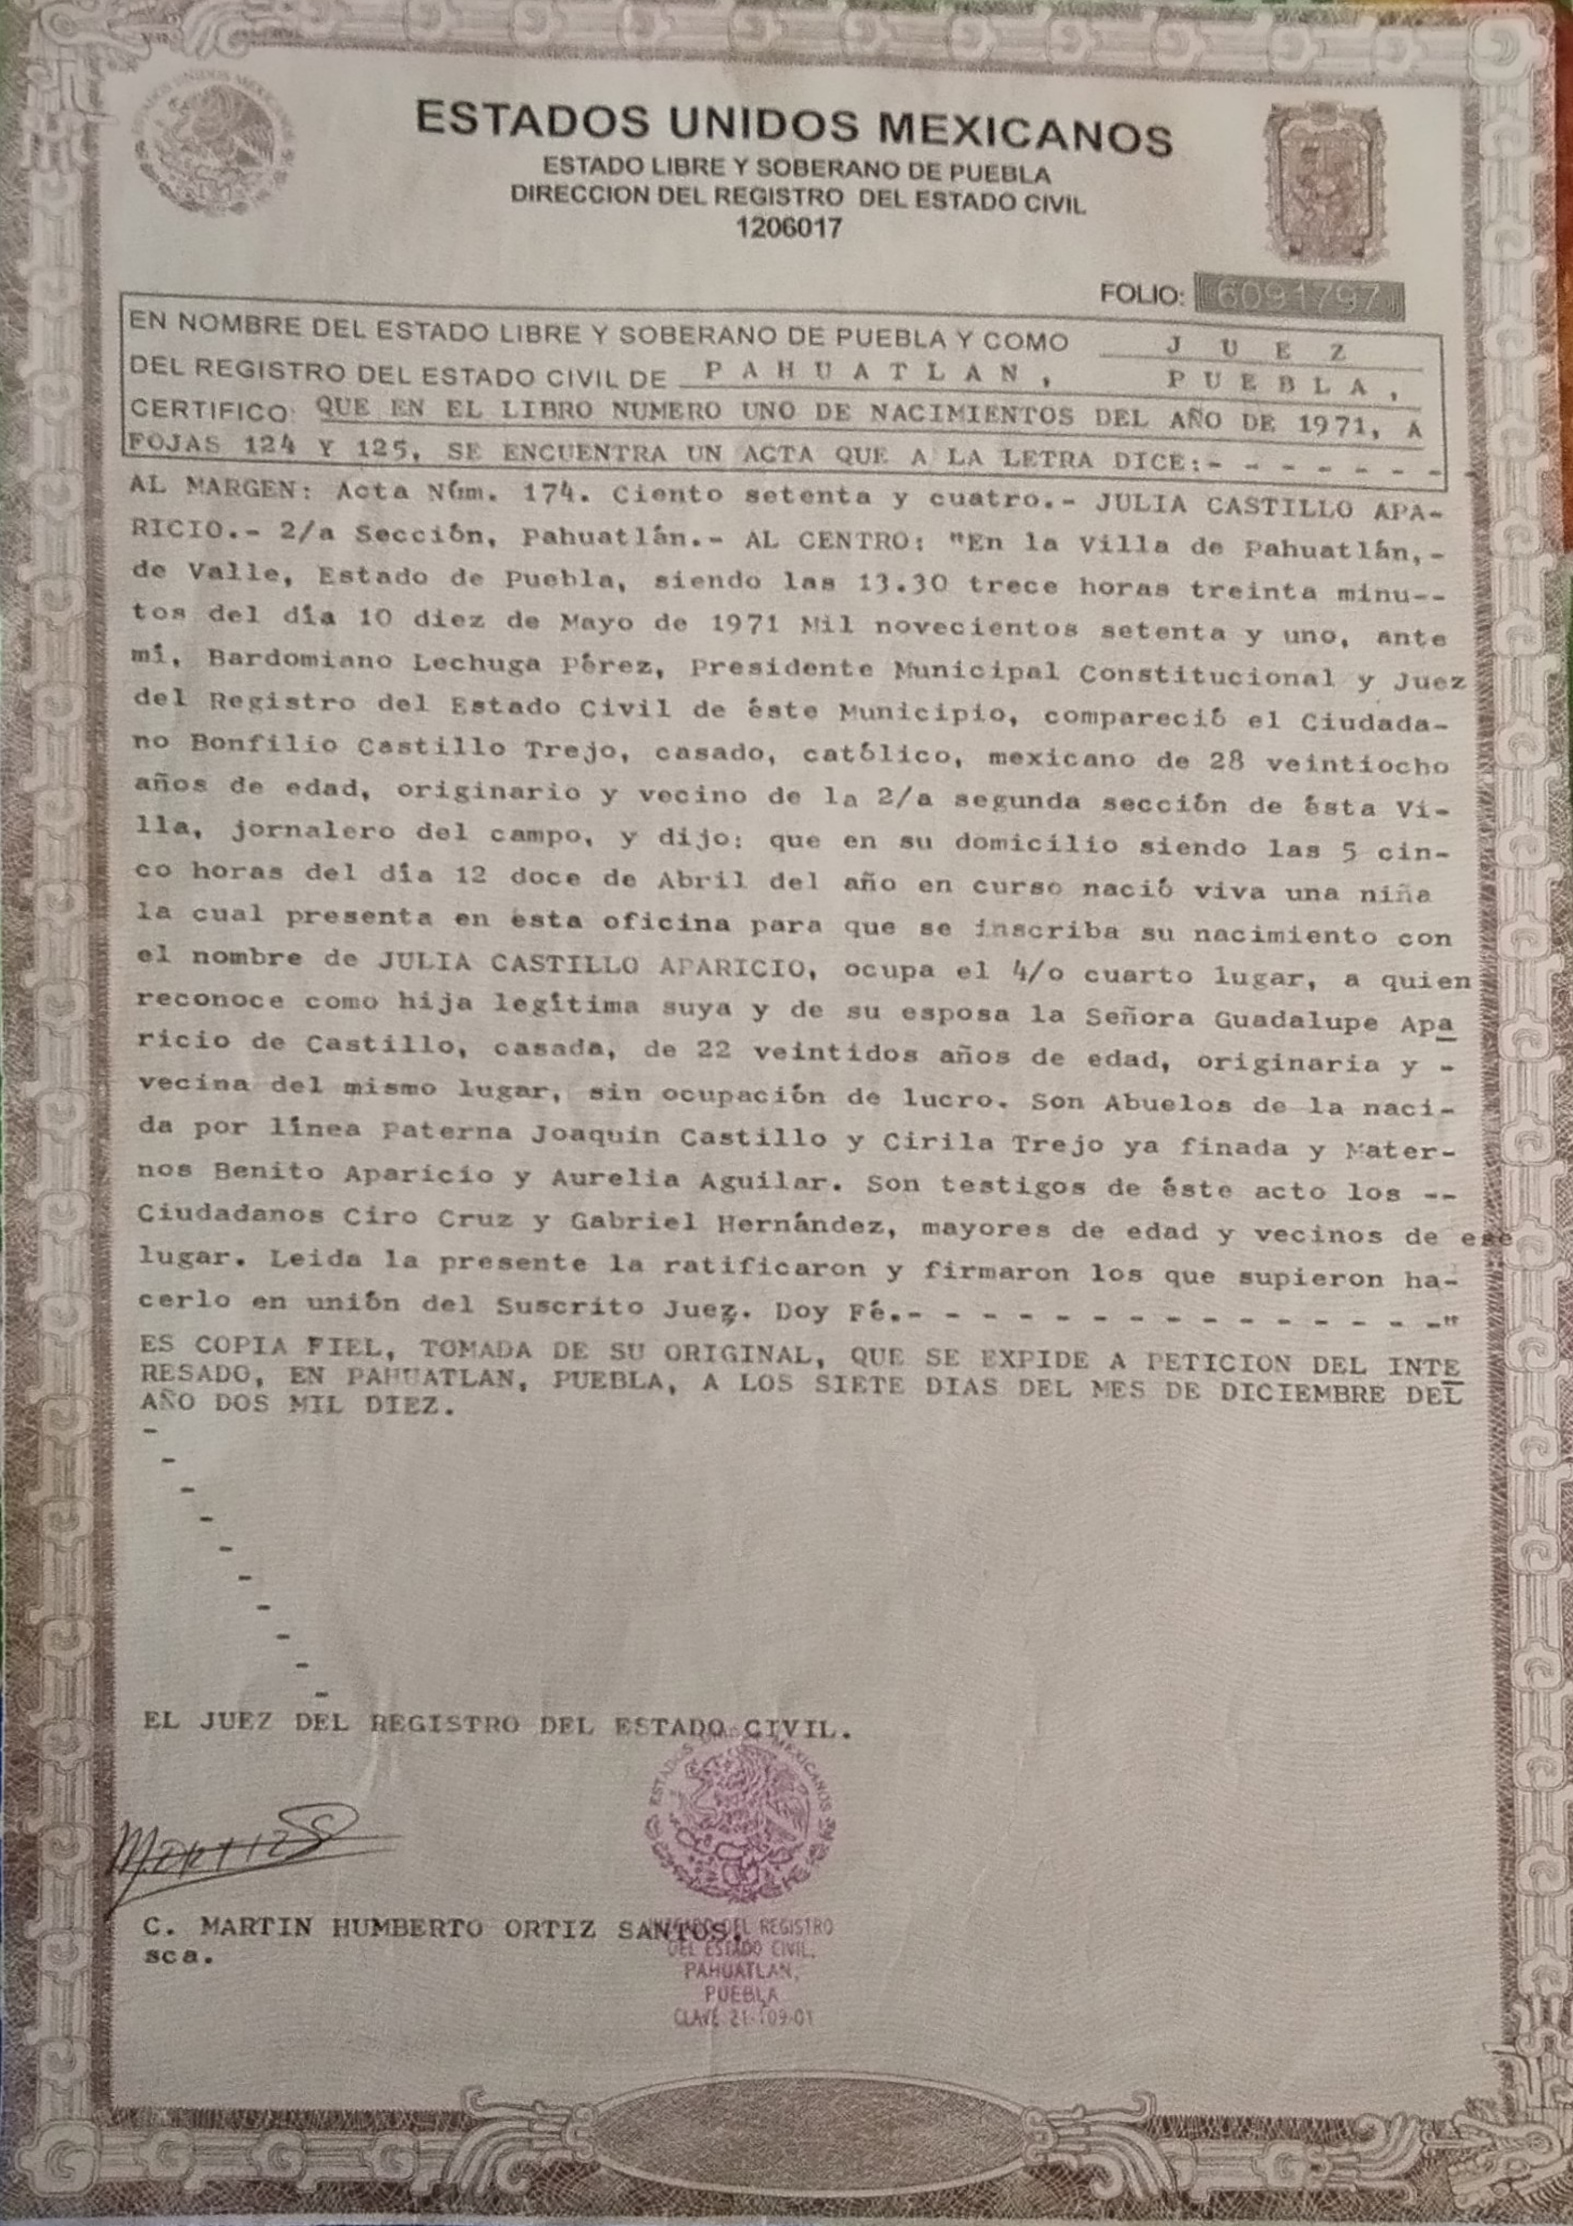 ESTADOS UNIDOS MEXICANOS
ESTADO LIBRE Y SOBERANO DE PUEBLA
DIRECCION DEL REGISTRO DEL ESTADO CIVIL
1206017
FOLIO: 6091797
EN NOMBRE DEL ESTADO LIBRE Y SOBERANO DE PUEBLA Y COMO J U E Z
DEL REGISTRO DEL ESTADO CIVIL DE P A H U A T L A N , P U E B L A ,
CERTIFICO: QUE EN EL LIBRO NUMERO UNO DE NACIMIENTOS DEL AÑO DE 1971, A
FOJAS 124 Y 125, SE ENCUENTRA UN ACTA QUE A LA LETRA DICE:- - - - - - - -
AL MARGEN: Acta Núm. 174. Ciento setenta y cuatro.- JULIA CASTILLO APA-
RICIO.- 2/a Sección, Pahuatlán.- AL CENTRO: "En la Villa de Pahuatlán,-
de Valle, Estado de Puebla, siendo las 13.30 trece horas treinta minu--
tos del día 10 diez de Mayo de 1971 Mil novecientos setenta y uno, ante
mí, Bardomiano Lechuga Pérez, Presidente Municipal Constitucional y Juez
del Registro del Estado Civil de éste Municipio, compareció el Ciudada-
no Bonfilio Castillo Trejo, casado, católico, mexicano de 28 veintiocho
años de edad, originario y vecino de la 2/a segunda sección de ésta Vi-
lla, jornalero del campo, y dijo: que en su domicilio siendo las 5 cin-
co horas del día 12 doce de Abril del año en curso nació viva una niña
la cual presenta en ésta oficina para que se inscriba su nacimiento con
el nombre de JULIA CASTILLO APARICIO, ocupa el 4/o cuarto lugar, a quien
reconoce como hija legítima suya y de su esposa la Señora Guadalupe Apa
ricio de Castillo, casada, de 22 veintidos años de edad, originaria y -
vecina del mismo lugar, sin ocupación de lucro. Son Abuelos de la naci-
da por línea Paterna Joaquín Castillo y Cirila Trejo ya finada y Mater-
nos Benito Aparicio y Aurelia Aguilar. Son testigos de éste acto los --
Ciudadanos Ciro Cruz y Gabriel Hernández, mayores de edad y vecinos de ese
lugar. Leida la presente la ratificaron y firmaron los que supieron ha-
cerlo en unión del Suscrito Juez. Doy Fé.- - - - - - - - - - - - - - -"
ES COPIA FIEL, TOMADA DE SU ORIGINAL, QUE SE EXPIDE A PETICION DEL INTE
RESADO, EN PAHUATLAN, PUEBLA, A LOS SIETE DIAS DEL MES DE DICIEMBRE DEL
AÑO DOS MIL DIEZ.
EL JUEZ DEL REGISTRO DEL ESTADO CIVIL.
ESTADOS UNIDOS MEXICANOS
C. MARTIN HUMBERTO ORTIZ SANTOS.
sca.
JUZGADO DEL REGISTRO
DEL ESTADO CIVIL,
PAHUATLAN,
PUEBLA
CLAVE 21-109-01